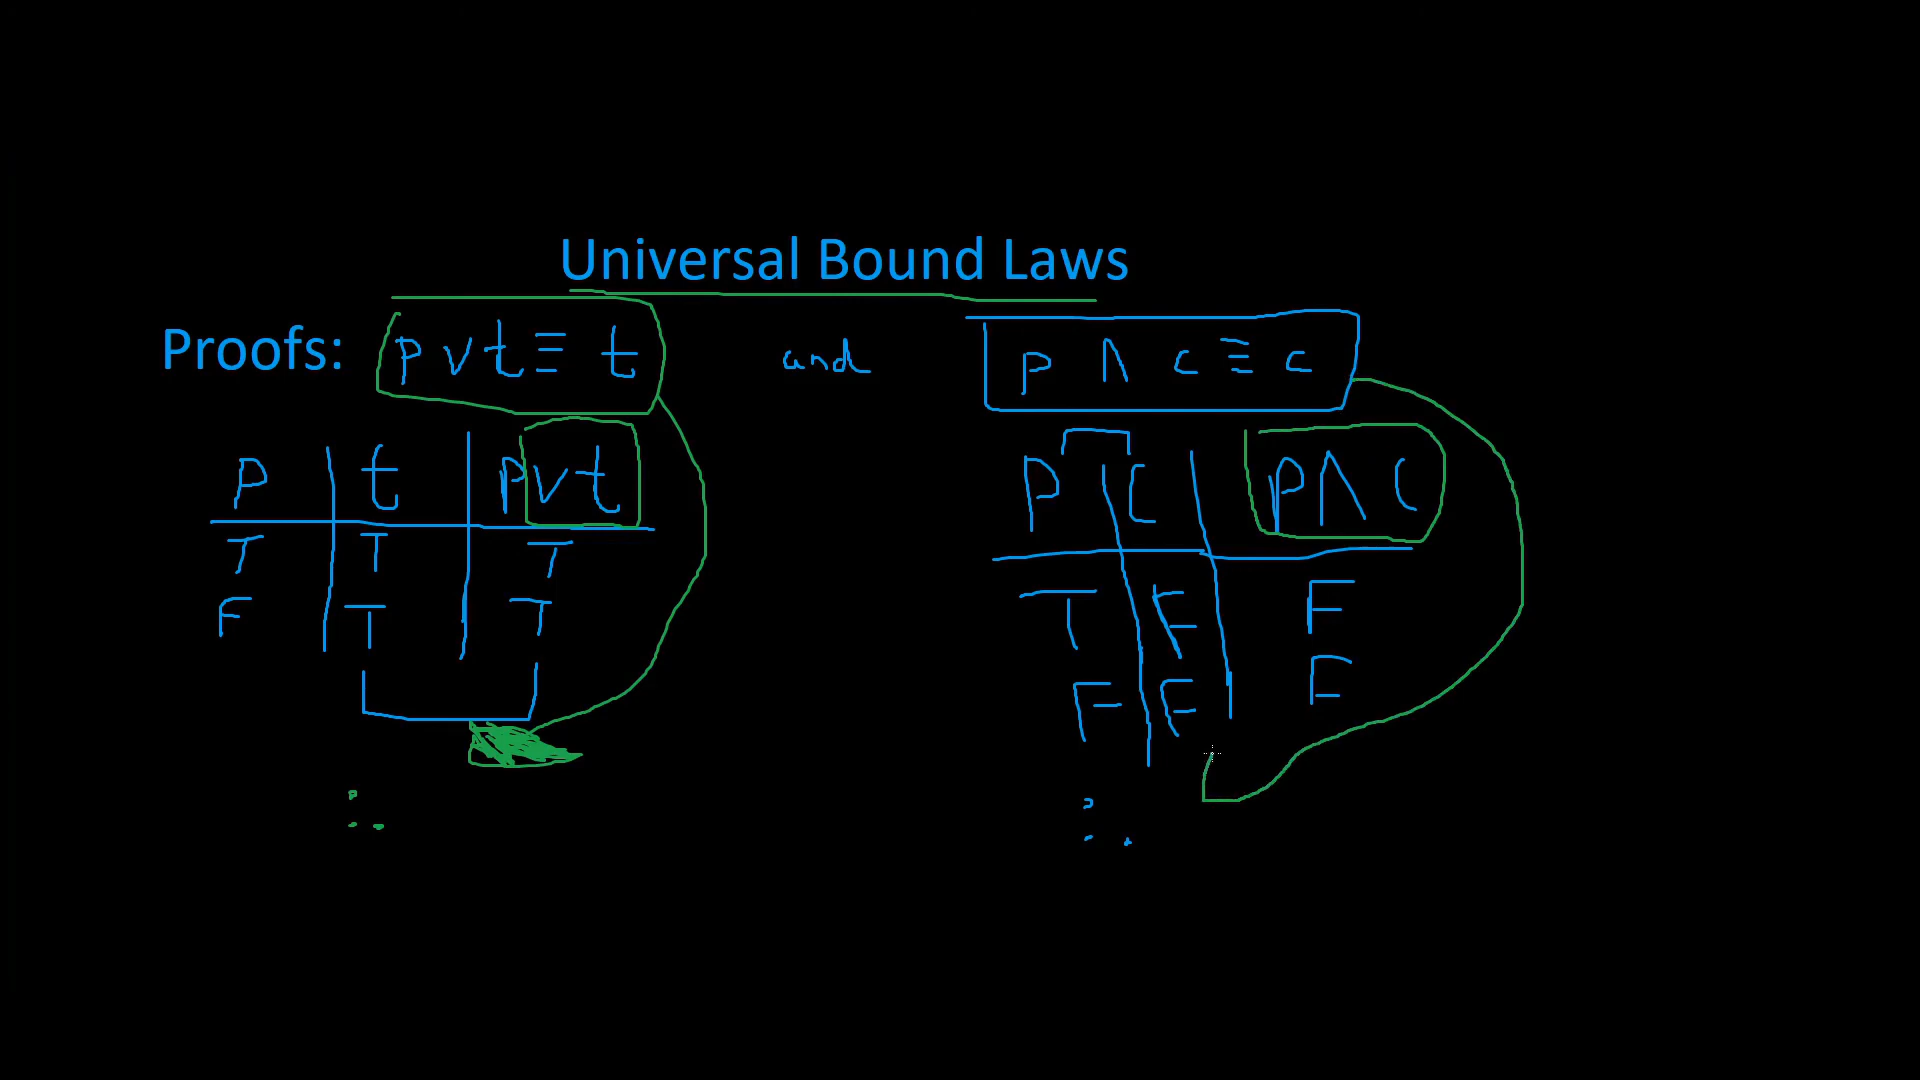 Universal Bound Laws
Proofs: p ∨ t ≡ t and p ∧ c ≡ c
P t p∨t
T T T
F T T
∴
P C p∧C
T F F
F F F
∴